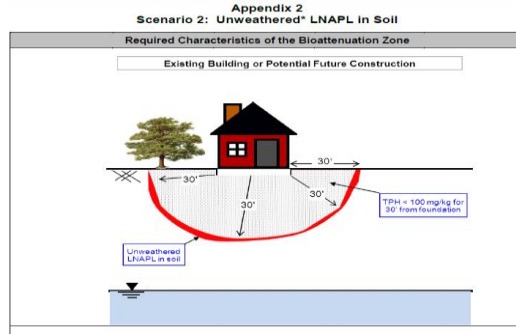 Appendix 2
Scenario 2: Unweathered* LNAPL in Soil
Required Characteristics of the Bioattenuation Zone
Existing Building or Potential Future Construction
30'
30'
30'
30'
TPH < 100 mg/kg for
30' from foundation
Unweathered
LNAPL in soil